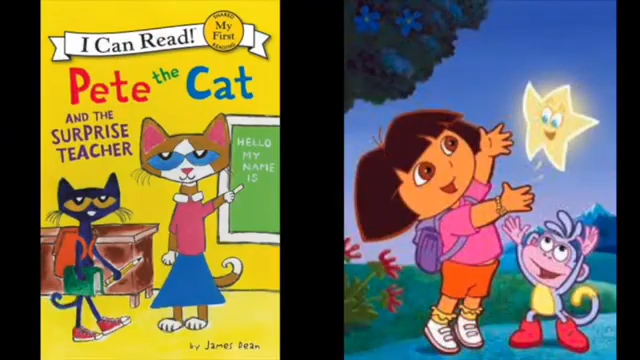 I Can Read!
SHARED
My
First
READING
Pete the Cat
AND THE
SURPRISE
TEACHER
HELLO
MY
NAME
IS
by James Dean